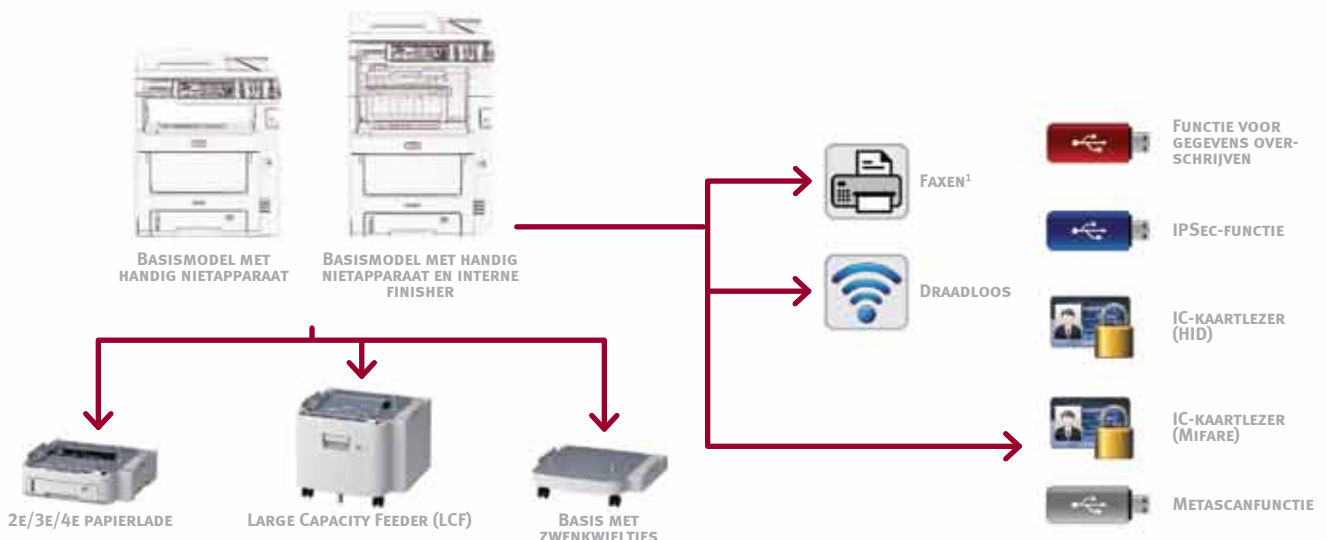 BASISMODEL MET
HANDIG NIETAPPARAAT
BASISMODEL MET HANDIG
NIETAPPARAAT EN INTERNE
FINISHER
FAXEN¹
DRAADLOOS
FUNCTIE VOOR
GEGEVENS OVER-
SCHRIJVEN
IPSEC-FUNCTIE
IC-KAARTLEZER
(HID)
IC-KAARTLEZER
(MIFARE)
METASCANFUNCTIE
2E/3E/4E PAPIERLADE
LARGE CAPACITY FEEDER (LCF)
BASIS MET
ZWENKWIELTJES